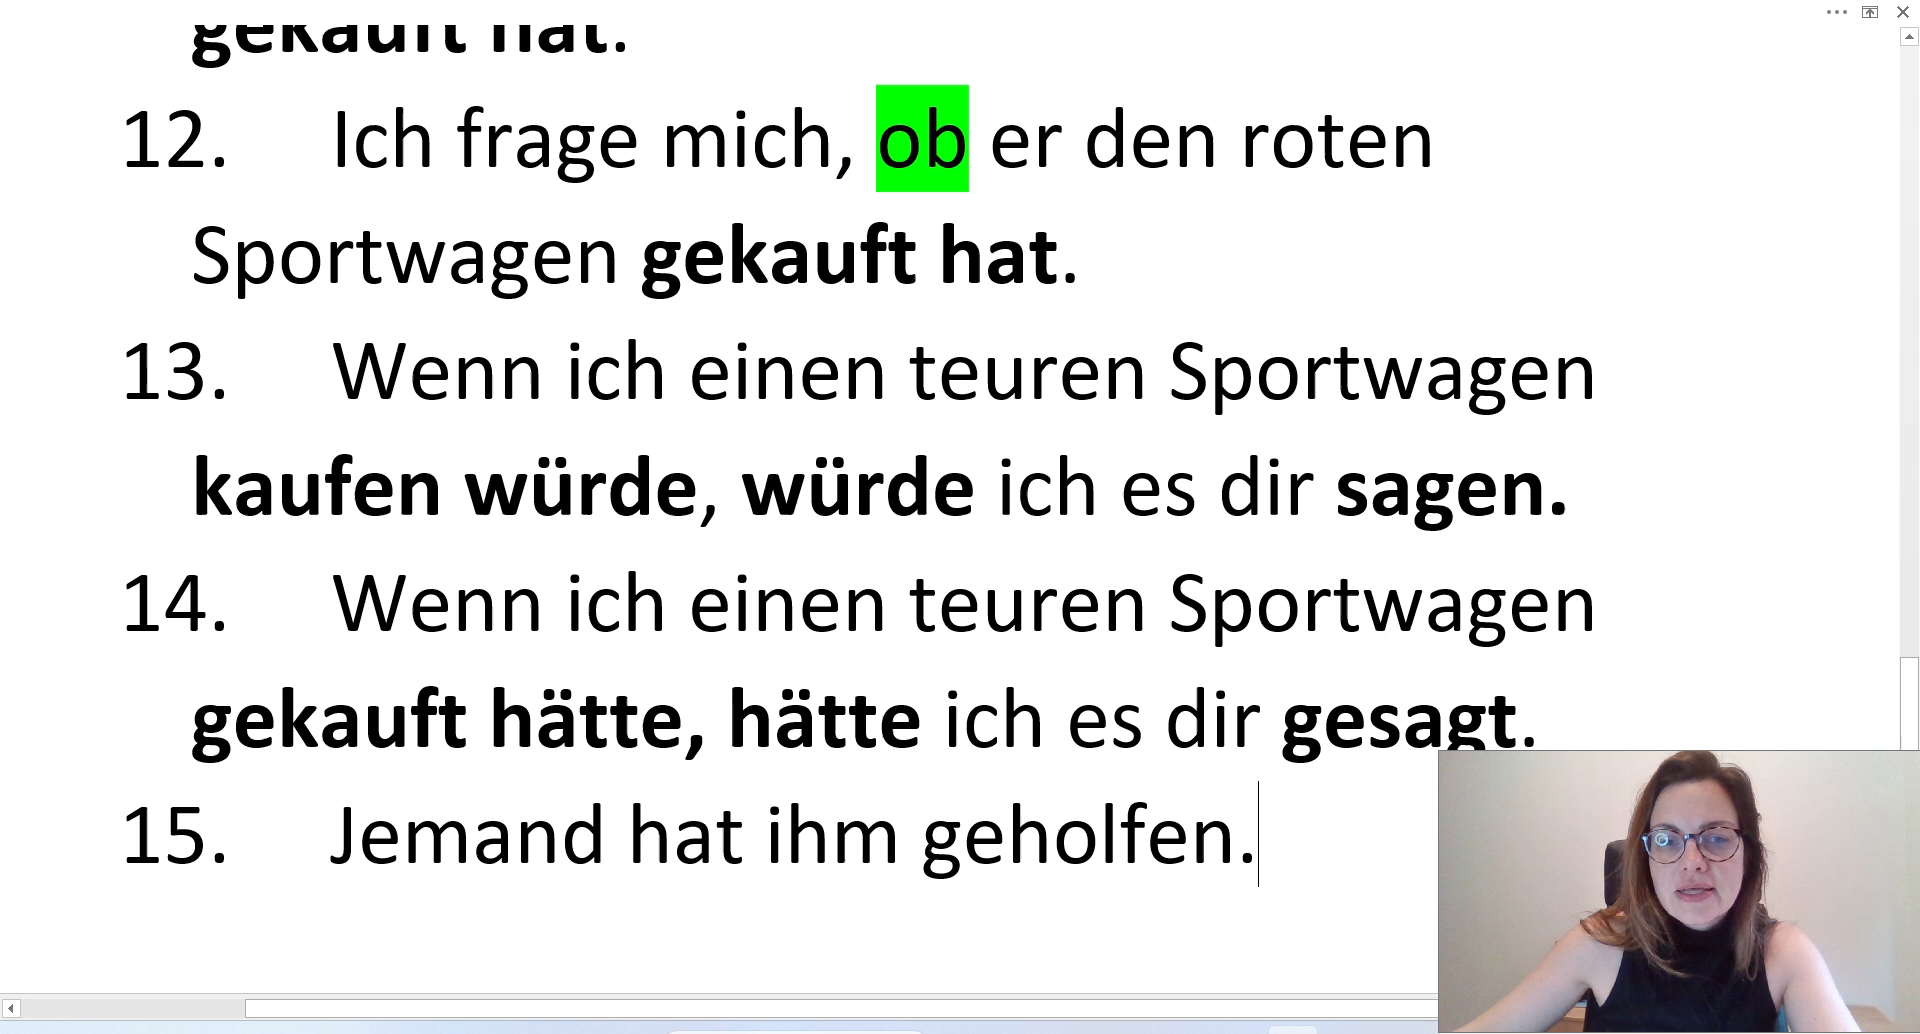 gekauft hat.
12. Ich frage mich, ob er den roten
Sportwagen gekauft hat.
13. Wenn ich einen teuren Sportwagen
kaufen würde, würde ich es dir sagen.
14. Wenn ich einen teuren Sportwagen
gekauft hätte, hätte ich es dir gesagt.
15. Jemand hat ihm geholfen.